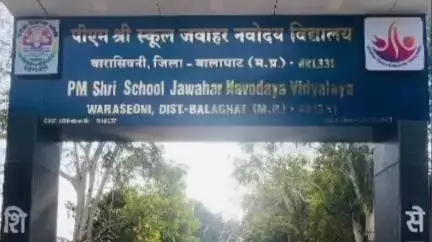 पीएम श्री स्कूल जवाहर नवोदय विद्यालय
वारासिवनी, जिला - बालाघाट (म.प्र.)
PM Shri School Jawahar Navodaya Vidyalaya
WARASEONI, DIST-BALAGHAT (M.P.)
शि
से